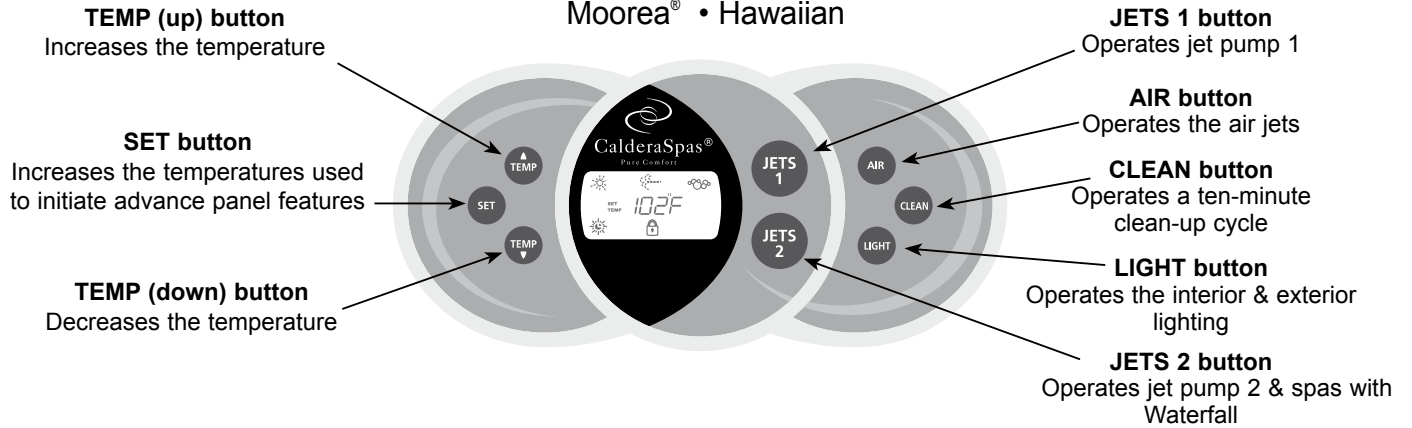 Moorea® • Hawaiian
TEMP (up) button
Increases the temperature
SET button
Increases the temperatures used
to initiate advance panel features
TEMP (down) button
Decreases the temperature
TEMP
SET
TEMP
CalderaSpas®
Pure Comfort
SET
TEMP
102°F
JETS
1
JETS
2
AIR
CLEAN
LIGHT
JETS 1 button
Operates jet pump 1
AIR button
Operates the air jets
CLEAN button
Operates a ten-minute
clean-up cycle
LIGHT button
Operates the interior & exterior
lighting
JETS 2 button
Operates jet pump 2 & spas with
Waterfall